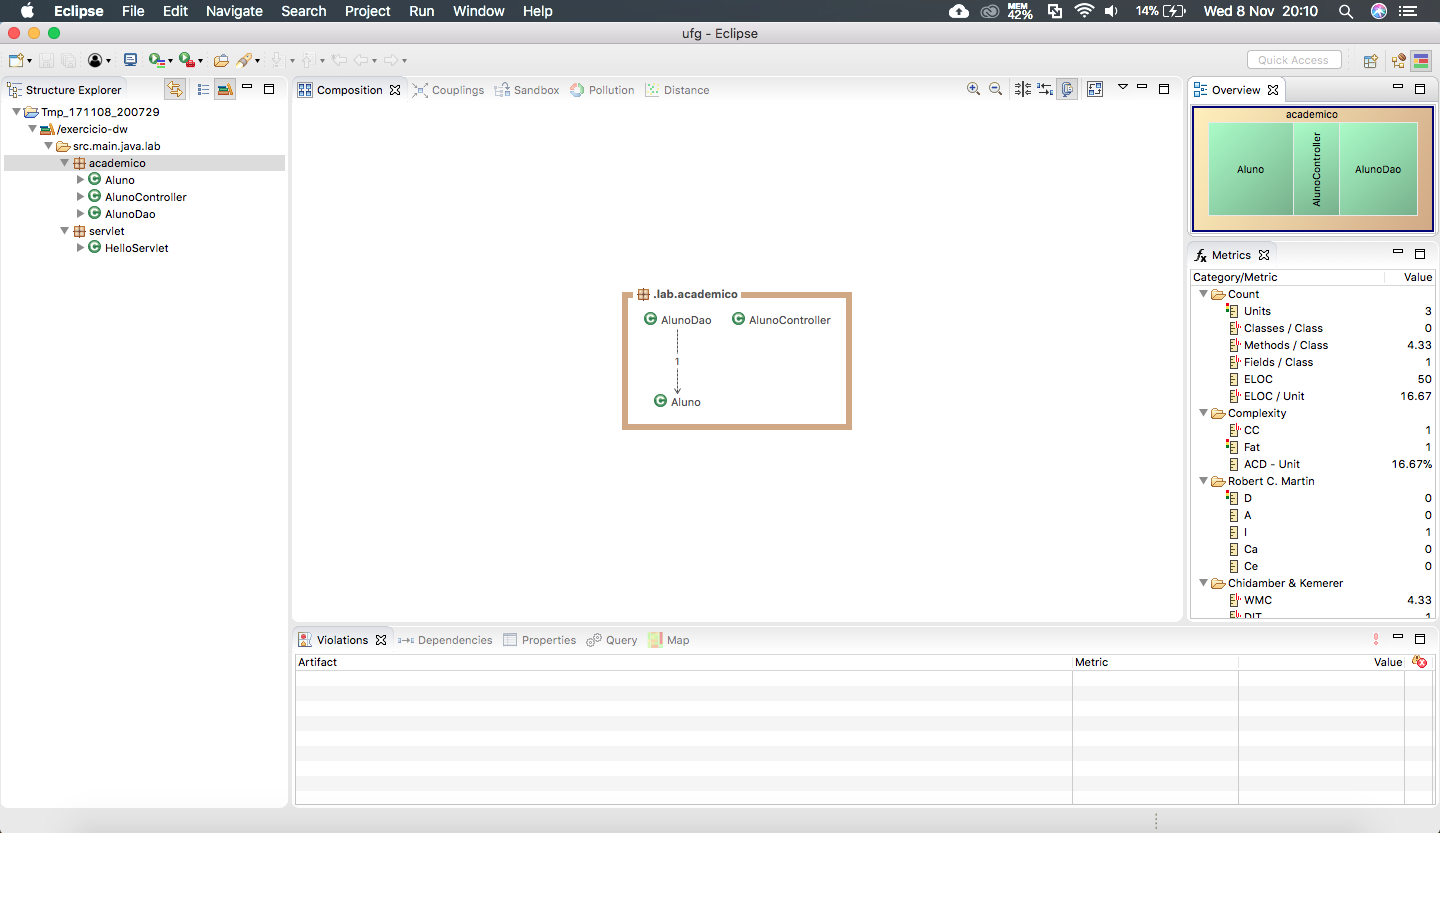 Eclipse File Edit Navigate Search Project Run Window Help MEM 42% 14% Wed 8 Nov 20:10
ufg - Eclipse
Quick Access
Structure Explorer
Tmp_171108_200729
/exercicio-dw
src.main.java.lab
academico
Aluno
AlunoController
AlunoDao
servlet
HelloServlet
Composition Couplings Sandbox Pollution Distance
.lab.academico
AlunoDao AlunoController
1
Aluno
Overview
academico
Aluno AlunoController AlunoDao
Metrics
Category/Metric Value
Count
Units 3
Classes / Class 0
Methods / Class 4.33
Fields / Class 1
ELOC 50
ELOC / Unit 16.67
Complexity
CC 1
Fat 1
ACD - Unit 16.67%
Robert C. Martin
D 0
A 0
I 1
Ca 0
Ce 0
Chidamber & Kemerer
WMC 4.33
DIT 1
Violations Dependencies Properties Query Map
Artifact Metric Value